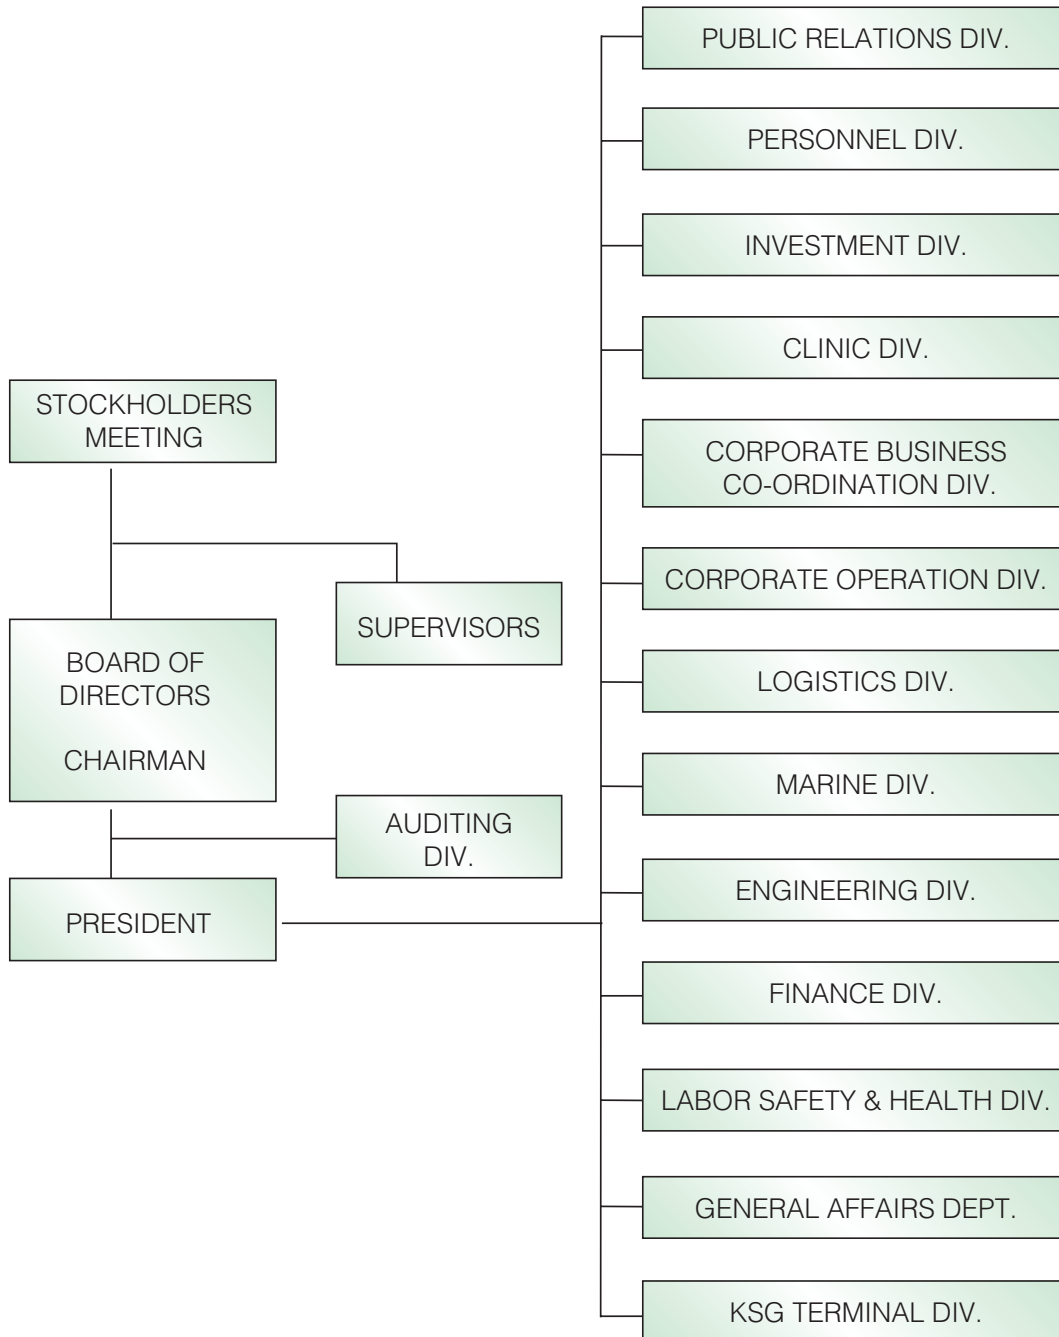 STOCKHOLDERS
MEETING
SUPERVISORS
BOARD OF
DIRECTORS
CHAIRMAN
AUDITING
DIV.
PRESIDENT
PUBLIC RELATIONS DIV.
PERSONNEL DIV.
INVESTMENT DIV.
CLINIC DIV.
CORPORATE BUSINESS
CO-ORDINATION DIV.
CORPORATE OPERATION DIV.
LOGISTICS DIV.
MARINE DIV.
ENGINEERING DIV.
FINANCE DIV.
LABOR SAFETY & HEALTH DIV.
GENERAL AFFAIRS DEPT.
KSG TERMINAL DIV.